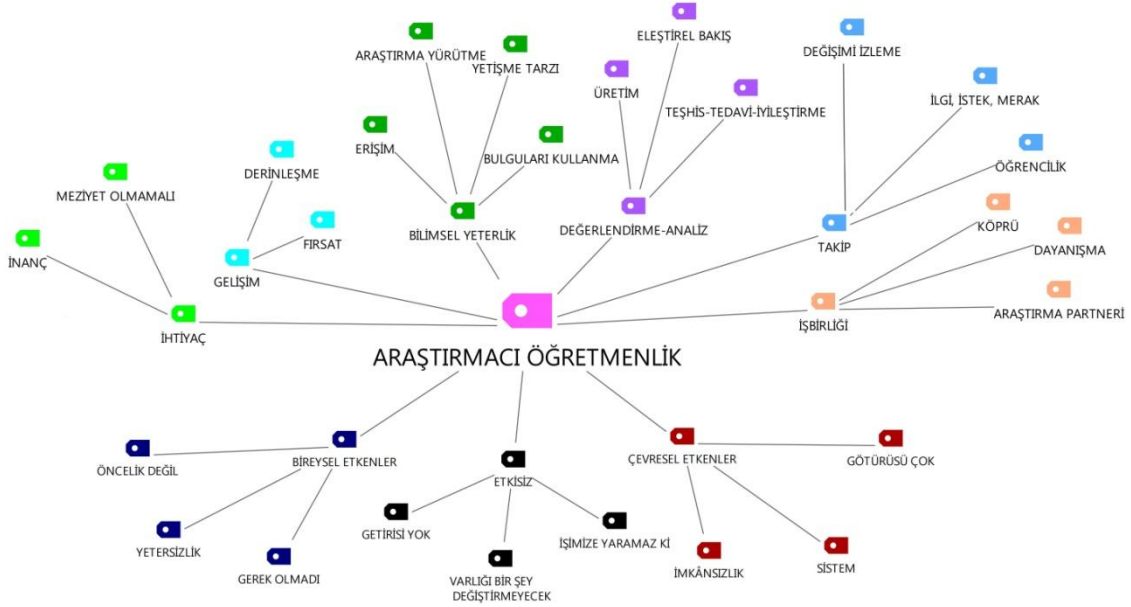 ELEŞTİREL BAKIŞ
ARAŞTIRMA YÜRÜTME
YETİŞME TARZI
DEĞİŞİMİ İZLEME
ÜRETİM
TEŞHİS-TEDAVİ-İYİLEŞTİRME
İLGİ, İSTEK, MERAK
ERİŞİM
BULGULARI KULLANMA
DERİNLEŞME
ÖĞRENCİLİK
MEZİYET OLMAMALI
FIRSAT
BİLİMSEL YETERLİK
DEĞERLENDİRME-ANALİZ
TAKİP
KÖPRÜ
DAYANIŞMA
İNANÇ
GELİŞİM
İHTİYAÇ
İŞBİRLİĞİ
ARAŞTIRMA PARTNERİ
ARAŞTIRMACI ÖĞRETMENLİK
ÖNCELİK DEĞİL
BİREYSEL ETKENLER
ETKİSİZ
ÇEVRESEL ETKENLER
GÖTÜRÜSÜ ÇOK
GETİRİSİ YOK
İŞİMİZE YARAMAZ Kİ
YETERSİZLİK
GEREK OLMADI
VARLIĞI BİR ŞEY
DEĞİŞTİRMEYECEK
İMKÂNSIZLIK
SİSTEM